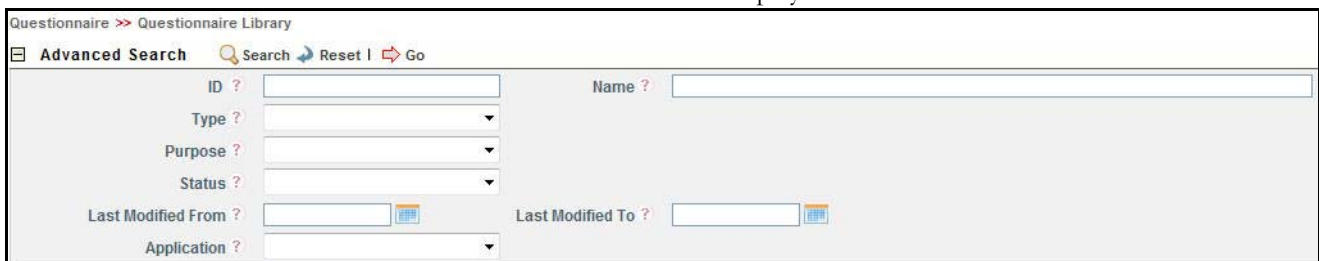 Questionnaire >> Questionnaire Library
Advanced Search Search Reset | Go
ID ? Name ?
Type ?
Purpose ?
Status ?
Last Modified From ? Last Modified To ?
Application ?